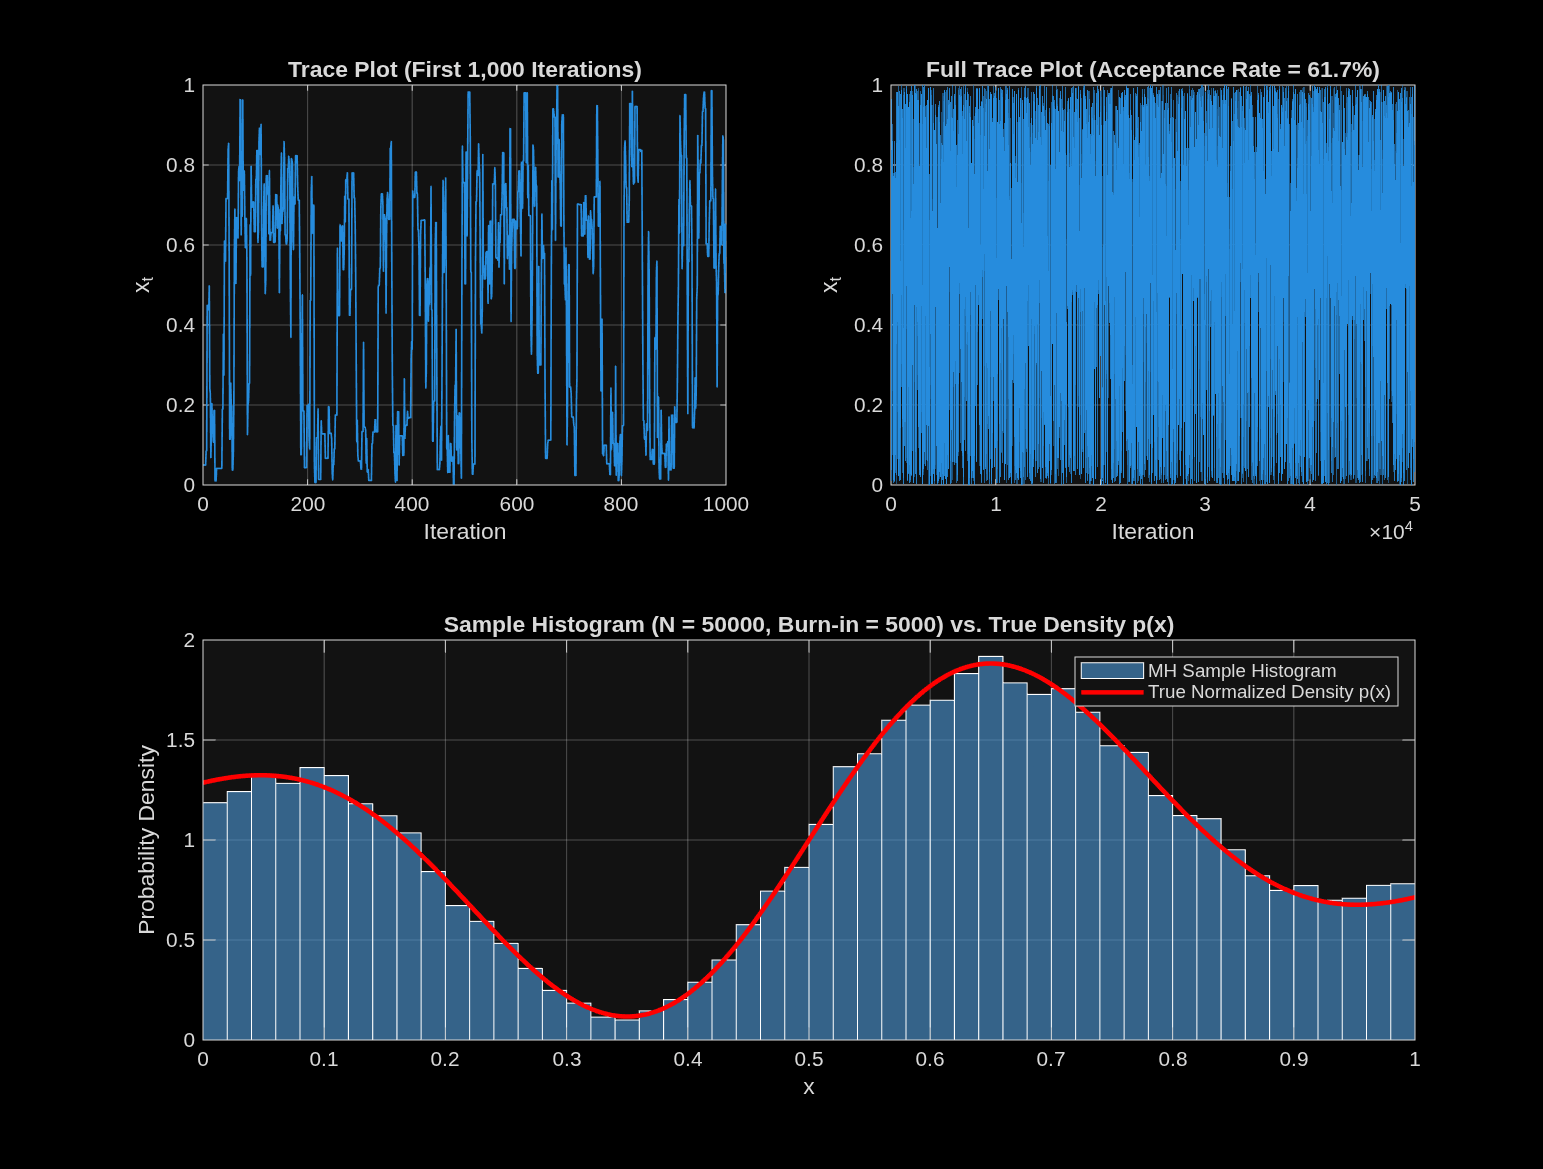 Trace Plot (First 1,000 Iterations)
1
0.8
0.6
0.4
0.2
0
x_t
0 200 400 600 800 1000
Iteration
Full Trace Plot (Acceptance Rate = 61.7%)
1
0.8
0.6
0.4
0.2
0
x_t
0 1 2 3 4 5
Iteration
×10^4
Sample Histogram (N = 50000, Burn-in = 5000) vs. True Density p(x)
2
1.5
1
0.5
0
Probability Density
MH Sample Histogram
True Normalized Density p(x)
0 0.1 0.2 0.3 0.4 0.5 0.6 0.7 0.8 0.9 1
x